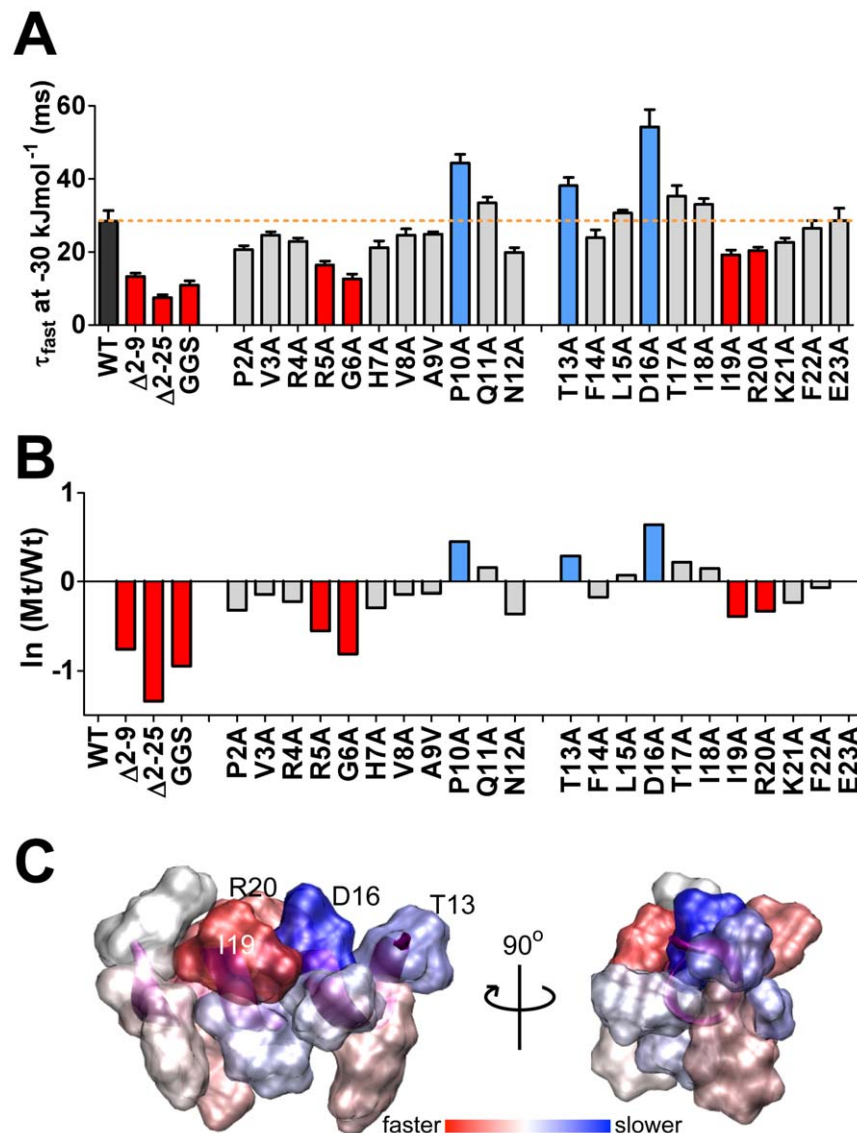 A
τfast at -30 kJmol-1 (ms)
60
40
20
0
WT Δ2-9 Δ2-25 GGS P2A V3A R4A R5A G6A H7A V8A A9V P10A Q11A N12A T13A F14A L15A D16A T17A I18A I19A R20A K21A F22A E23A
B
ln (Mt/Wt)
1
0
-1
WT Δ2-9 Δ2-25 GGS P2A V3A R4A R5A G6A H7A V8A A9V P10A Q11A N12A T13A F14A L15A D16A T17A I18A I19A R20A K21A F22A E23A
C
R20 D16 T13
I19
90o
faster slower